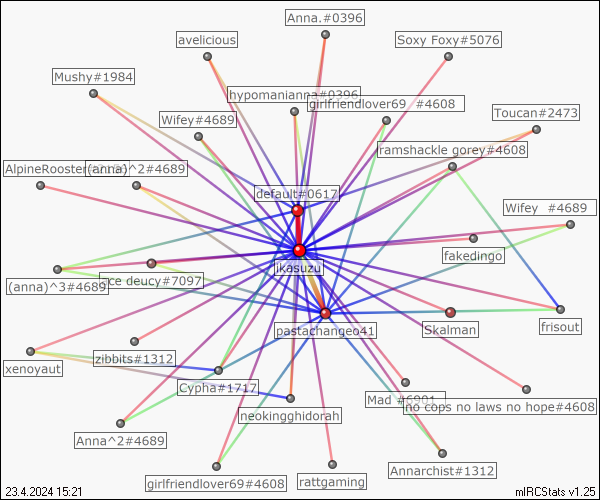 Anna.#0396
avelicious
Soxy Foxy#5076
Mushy#1984
hypomanianna#0396
girlfriendlover69 #4608
Toucan#2473
Wifey#4689
ramshackle gorey#4608
AlpineRooster
(anna)^2#4689
default#0617
Wifey #4689
jkasuzu
fakedingo
(anna)^3#4689
ce deucy#7097
pastachangeo41
Skalman
frisout
zibbits#1312
xenoyaut
Cypha#1717
Mad #6901
no cops no laws no hope#4608
neokingghidorah
Anna^2#4689
Annarchist#1312
girlfriendlover69#4608
rattgaming
23.4.2024 15:21
mIRCStats v1.25